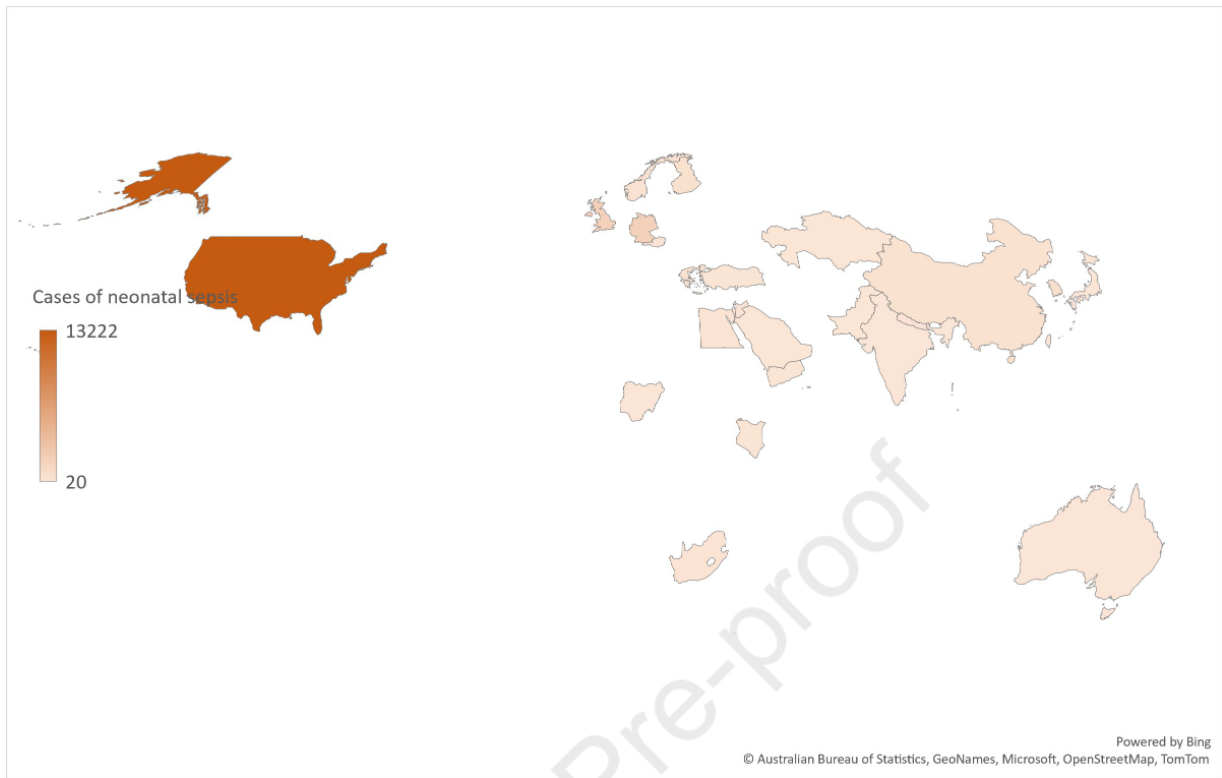 Cases of neonatal sepsis
13222
20
Pre-proof
Powered by Bing
© Australian Bureau of Statistics, GeoNames, Microsoft, OpenStreetMap, TomTom